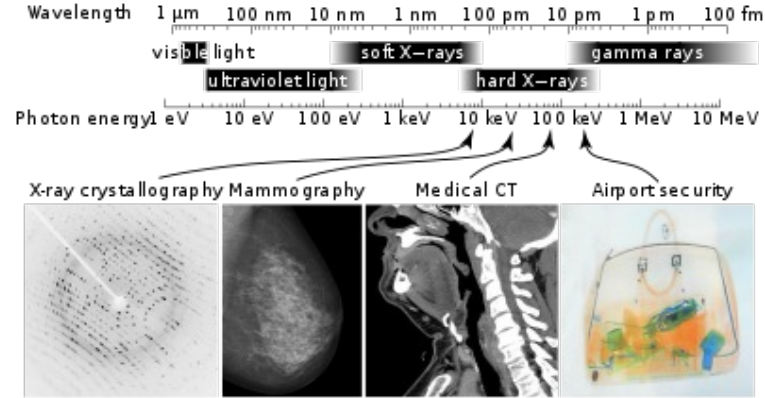 Wavelength 1 µm 100 nm 10 nm 1 nm 100 pm 10 pm 1 pm 100 fm
visible light soft X-rays gamma rays
ultraviolet light hard X-rays
Photon energy 1 eV 10 eV 100 eV 1 keV 10 keV 100 keV 1 MeV 10 MeV
X-ray crystallography Mammography Medical CT Airport security